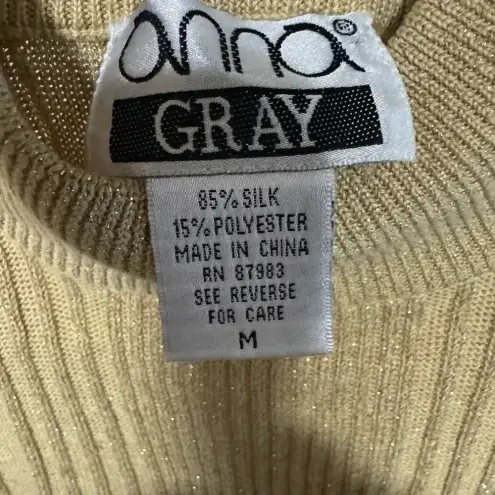 anna®
GRAY
85% SILK
15% POLYESTER
MADE IN CHINA
RN 87983
SEE REVERSE
FOR CARE
M